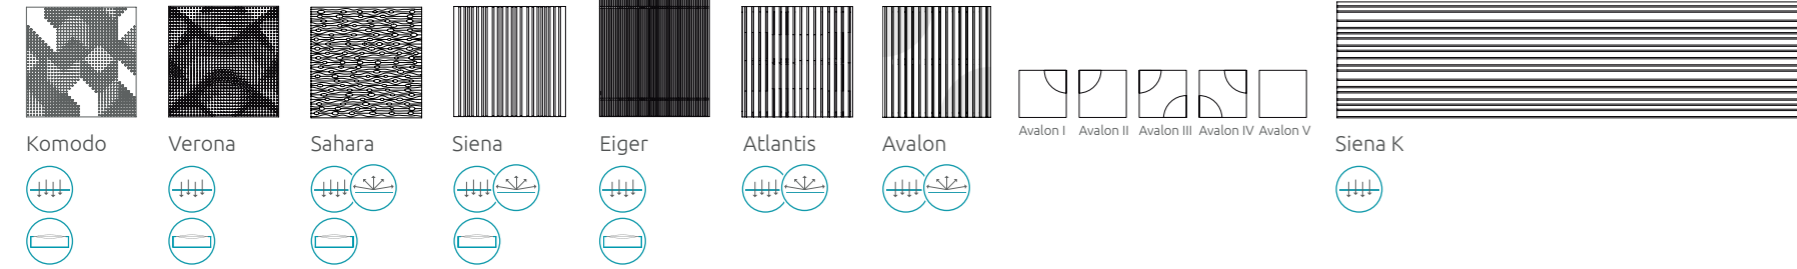 Komodo
Verona
Sahara
Siena
Eiger
Atlantis
Avalon
Avalon I
Avalon II
Avalon III
Avalon IV
Avalon V
Siena K